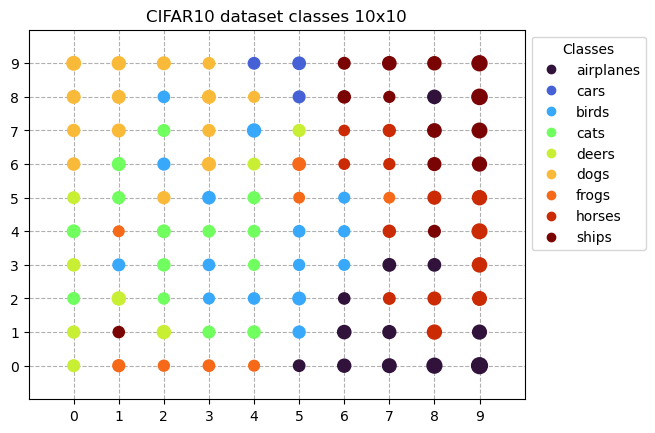 CIFAR10 dataset classes 10x10
9
8
7
6
5
4
3
2
1
0
0 1 2 3 4 5 6 7 8 9
Classes
airplanes
cars
birds
cats
deers
dogs
frogs
horses
ships